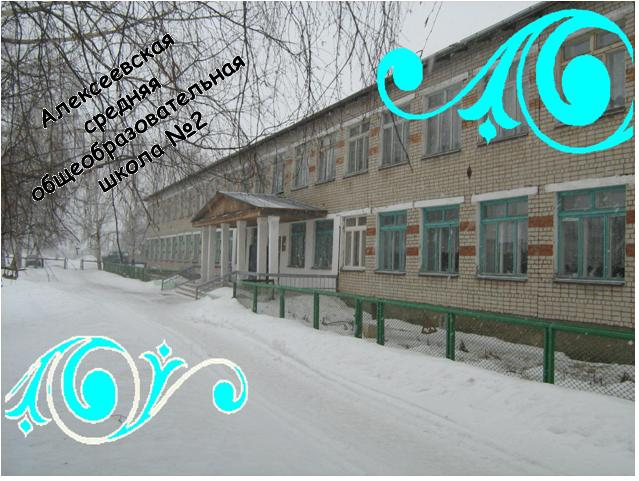 Алексеевская
средняя
общеобразовательная
школа №2